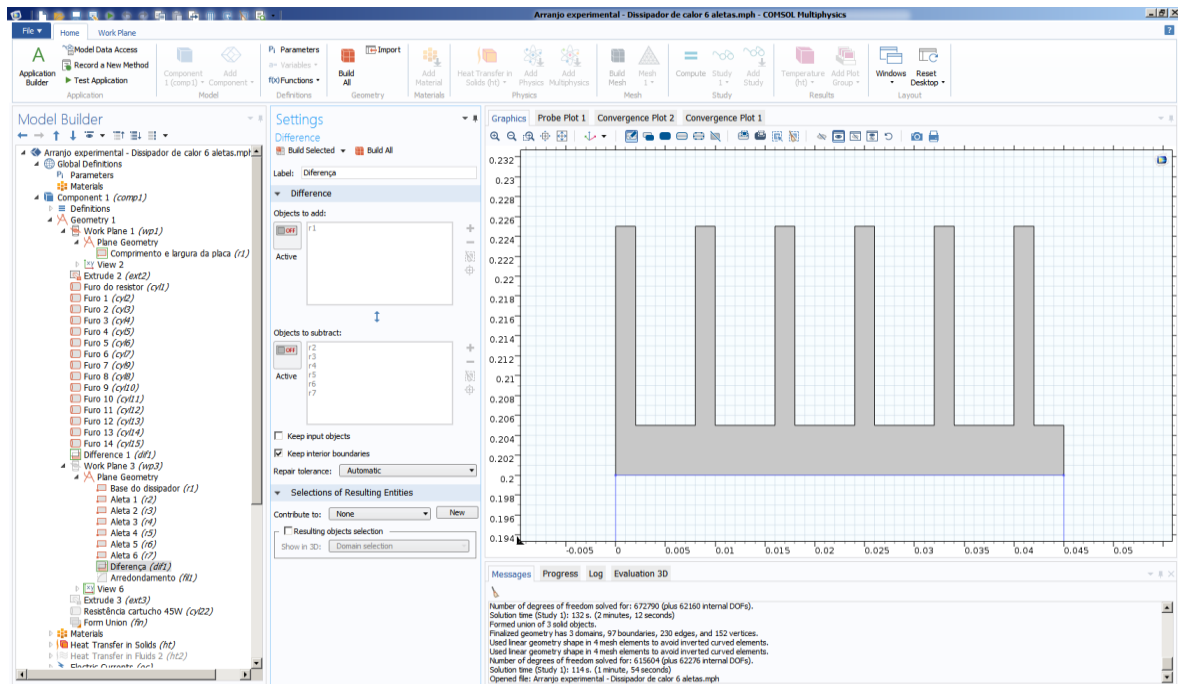 Arranjo experimental - Dissipador de calor 6 aletas.mph - COMSOL Multiphysics
File Home Work Plane
Application Builder
Model Data Access
Record a New Method
Test Application
Application
Component 1 (comp1)
Add Component
Model
Pi Parameters
a= Variables
f(x) Functions
Definitions
Build All
Import
Geometry
Add Material
Materials
Heat Transfer in Solids (ht)
Add Physics
Add Multiphysics
Physics
Build Mesh
Mesh 1
Mesh
Compute
Study 1
Add Study
Study
Temperature (ht)
Add Plot Group
Results
Windows
Reset Desktop
Layout
Model Builder
Arranjo experimental - Dissipador de calor 6 aletas.mph
Global Definitions
Pi Parameters
Materials
Component 1 (comp1)
Definitions
Geometry 1
Work Plane 1 (wp1)
Plane Geometry
Comprimento e largura da placa (r1)
View 2
Extrude 2 (ext2)
Furo do resistor (cyl1)
Furo 1 (cyl2)
Furo 2 (cyl3)
Furo 3 (cyl4)
Furo 4 (cyl5)
Furo 5 (cyl6)
Furo 6 (cyl7)
Furo 7 (cyl9)
Furo 8 (cyl8)
Furo 9 (cyl10)
Furo 10 (cyl11)
Furo 11 (cyl12)
Furo 12 (cyl13)
Furo 13 (cyl14)
Furo 14 (cyl15)
Difference 1 (dif1)
Work Plane 3 (wp3)
Plane Geometry
Base do dissipador (r1)
Aleta 1 (r2)
Aleta 2 (r3)
Aleta 3 (r4)
Aleta 4 (r5)
Aleta 5 (r6)
Aleta 6 (r7)
Diferença (dif1)
Arredondamento (fil1)
View 6
Extrude 3 (ext3)
Resistência cartucho 45W (cyl22)
Form Union (fin)
Materials
Heat Transfer in Solids (ht)
Heat Transfer in Fluids 2 (ht2)
Electric Currents (ec)
Settings
Difference
Build Selected Build All
Label: Diferença
Difference
Objects to add:
OFF
Active
r1
Objects to subtract:
OFF
Active
r2
r3
r4
r5
r6
r7
Keep input objects
Keep interior boundaries
Repair tolerance: Automatic
Selections of Resulting Entities
Contribute to: None New
Resulting objects selection
Show in 3D: Domain selection
Graphics Probe Plot 1 Convergence Plot 2 Convergence Plot 1
0.232
0.23
0.228
0.226
0.224
0.222
0.22
0.218
0.216
0.214
0.212
0.21
0.208
0.206
0.204
0.202
0.2
0.198
0.196
0.194
-0.005 0 0.005 0.01 0.015 0.02 0.025 0.03 0.035 0.04 0.045 0.05
Messages Progress Log Evaluation 3D
Number of degrees of freedom solved for: 672790 (plus 62160 internal DOFs).
Solution time (Study 1): 132 s. (2 minutes, 12 seconds)
Formed union of 3 solid objects.
Finalized geometry has 3 domains, 97 boundaries, 230 edges, and 152 vertices.
Used linear geometry shape in 4 mesh elements to avoid inverted curved elements.
Used linear geometry shape in 4 mesh elements to avoid inverted curved elements.
Number of degrees of freedom solved for: 615604 (plus 62276 internal DOFs).
Solution time (Study 1): 114 s. (1 minute, 54 seconds)
Opened file: Arranjo experimental - Dissipador de calor 6 aletas.mph